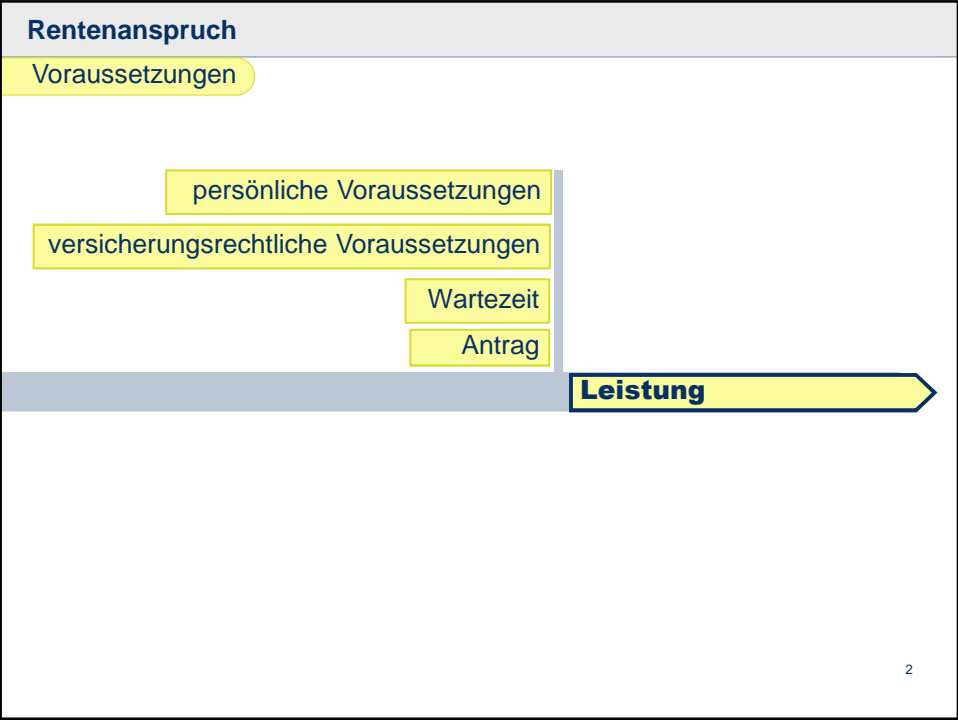 Rentenanspruch
Voraussetzungen
persönliche Voraussetzungen
versicherungsrechtliche Voraussetzungen
Wartezeit
Antrag
Leistung
2